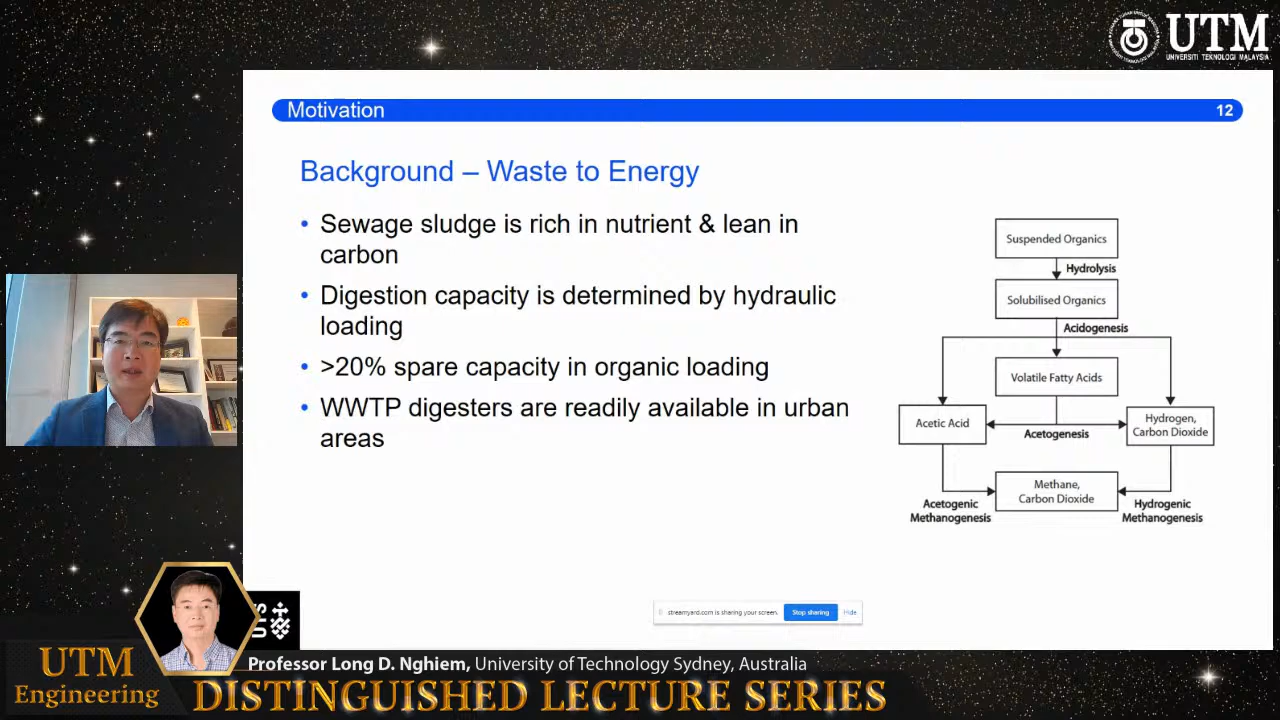 UTM
UNIVERSITI TEKNOLOGI MALAYSIA
Motivation
12
Background – Waste to Energy
• Sewage sludge is rich in nutrient & lean in
carbon
• Digestion capacity is determined by hydraulic
loading
• >20% spare capacity in organic loading
• WWTP digesters are readily available in urban
areas
Suspended Organics
Hydrolysis
Solubilised Organics
Acidogenesis
Volatile Fatty Acids
Acetic Acid
Hydrogen,
Carbon Dioxide
Acetogenesis
Methane,
Carbon Dioxide
Acetogenic
Methanogenesis
Hydrogenic
Methanogenesis
streamyard.com is sharing your screen.
Stop sharing
Hide
UTM
Engineering
Professor Long D. Nghiem, University of Technology Sydney, Australia
DISTINGUISHED LECTURE SERIES